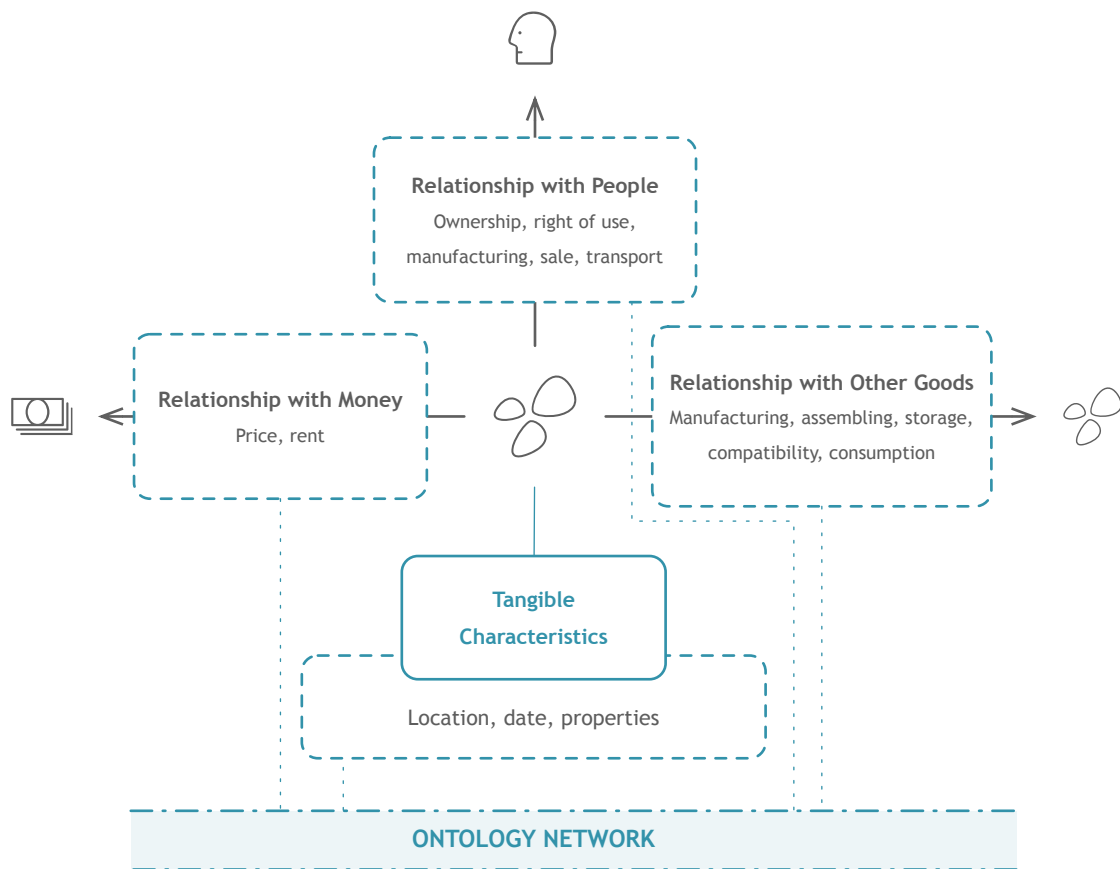 Relationship with People
Ownership, right of use,
manufacturing, sale, transport
Relationship with Money
Price, rent
Relationship with Other Goods
Manufacturing, assembling, storage,
compatibility, consumption
Tangible
Characteristics
Location, date, properties
ONTOLOGY NETWORK